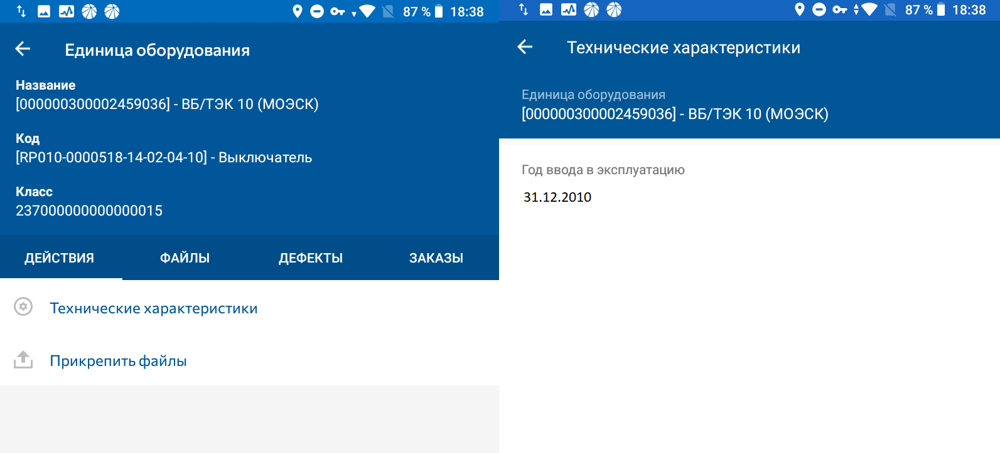 87 % 18:38
Единица оборудования
Название
[000000300002459036] - ВБ/ТЭК 10 (МОЭСК)
Код
[RP010-0000518-14-02-04-10] - Выключатель
Класс
237000000000000015
ДЕЙСТВИЯ ФАЙЛЫ ДЕФЕКТЫ ЗАКАЗЫ
Технические характеристики
Прикрепить файлы
87 % 18:38
Технические характеристики
Единица оборудования
[000000300002459036] - ВБ/ТЭК 10 (МОЭСК)
Год ввода в эксплуатацию
31.12.2010